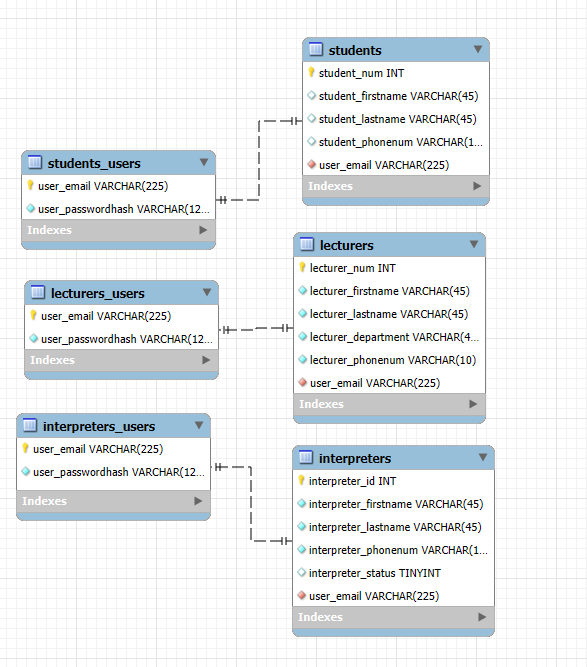 students
student_num INT
student_firstname VARCHAR(45)
student_lastname VARCHAR(45)
student_phonenum VARCHAR(1...
user_email VARCHAR(225)
Indexes
students_users
user_email VARCHAR(225)
user_passwordhash VARCHAR(12...
Indexes
lecturers
lecturer_num INT
lecturer_firstname VARCHAR(45)
lecturer_lastname VARCHAR(45)
lecturer_department VARCHAR(4...
lecturer_phonenum VARCHAR(10)
user_email VARCHAR(225)
Indexes
lecturers_users
user_email VARCHAR(225)
user_passwordhash VARCHAR(12...
Indexes
interpreters_users
user_email VARCHAR(225)
user_passwordhash VARCHAR(12...
Indexes
interpreters
interpreter_id INT
interpreter_firstname VARCHAR(45)
interpreter_lastname VARCHAR(45)
interpreter_phonenum VARCHAR(1...
interpreter_status TINYINT
user_email VARCHAR(225)
Indexes